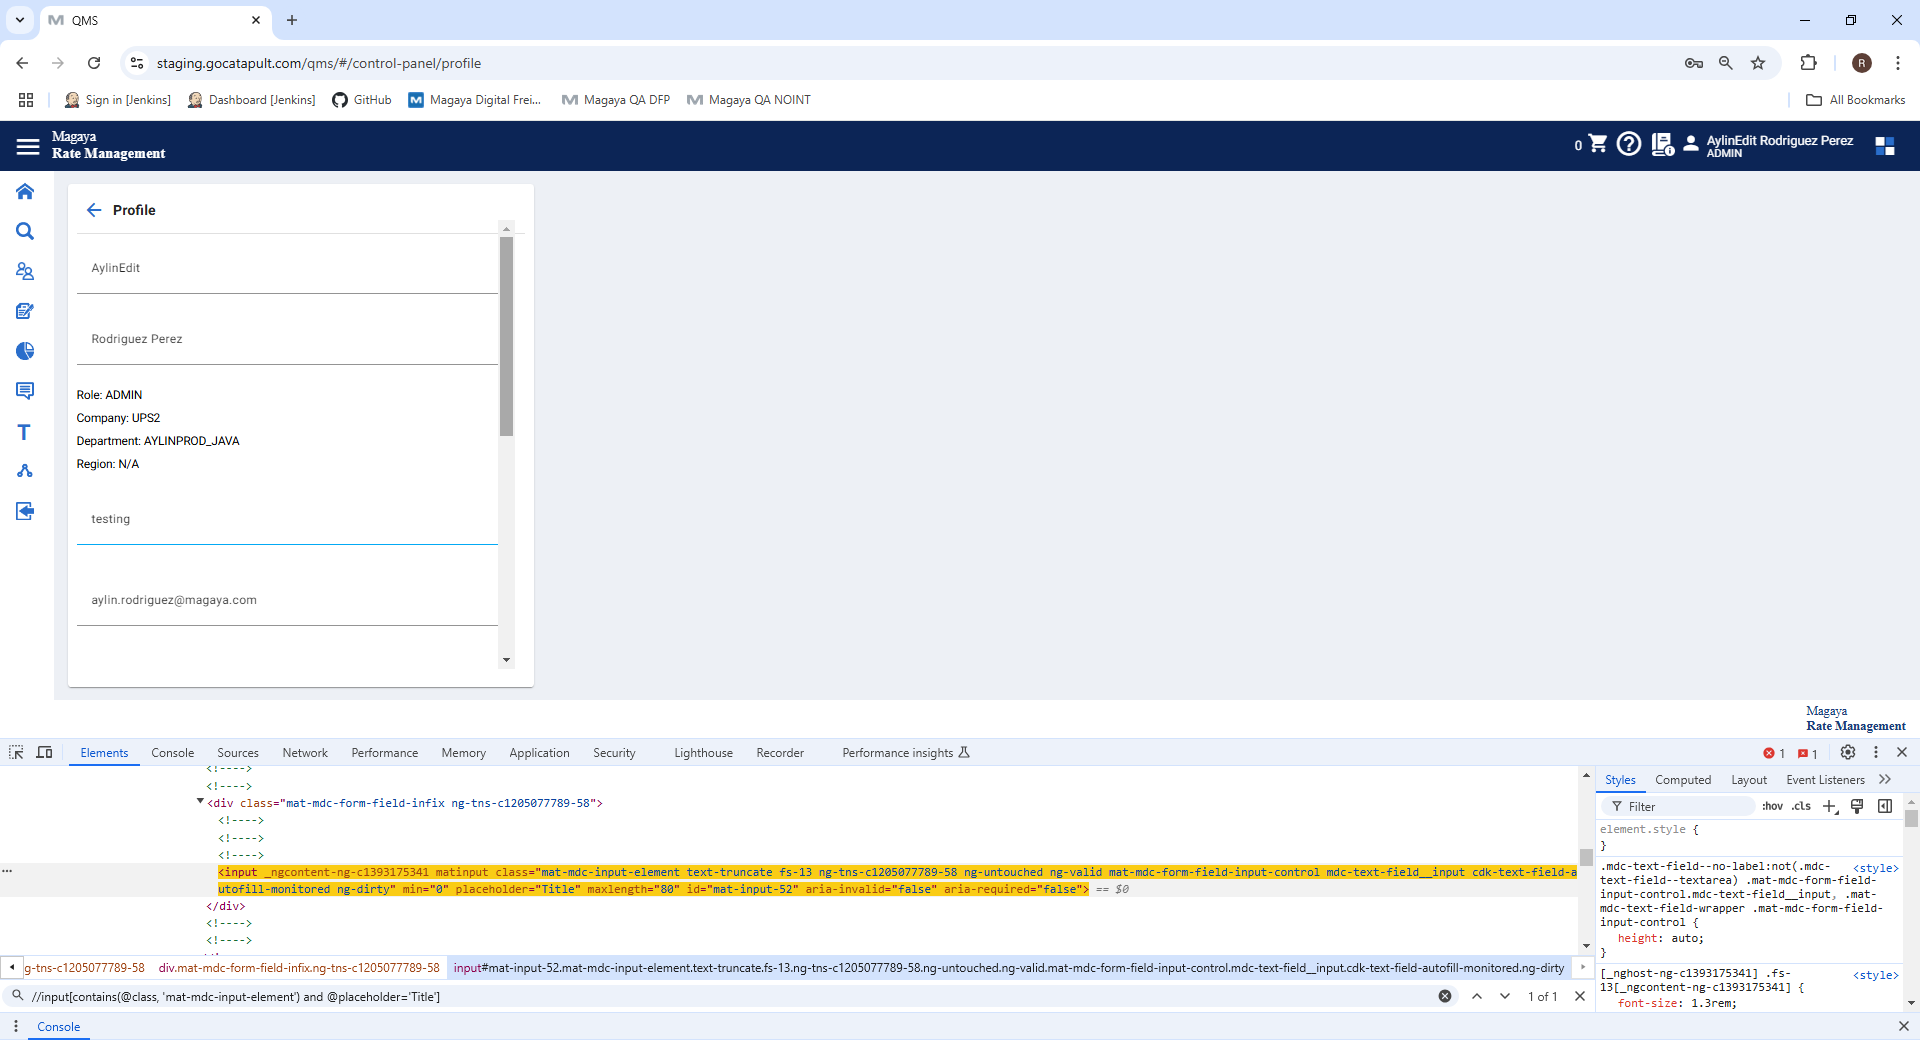 QMS
staging.gocatapult.com/qms/#/control-panel/profile
R
Sign in [Jenkins]
Dashboard [Jenkins]
GitHub
Magaya Digital Frei...
Magaya QA DFP
Magaya QA NOINT
All Bookmarks
Magaya
Rate Management
0
AylinEdit Rodriguez Perez
ADMIN
Profile
AylinEdit
Rodriguez Perez
Role: ADMIN
Company: UPS2
Department: AYLINPROD_JAVA
Region: N/A
testing
aylin.rodriguez@magaya.com
Magaya
Rate Management
Elements
Console
Sources
Network
Performance
Memory
Application
Security
Lighthouse
Recorder
Performance insights
1
1
<!---->
<!---->
<div class="mat-mdc-form-field-infix ng-tns-c1205077789-58">
<!---->
<!---->
<!---->
<input _ngcontent-ng-c1393175341 matinput class="mat-mdc-input-element text-truncate fs-13 ng-tns-c1205077789-58 ng-untouched ng-valid mat-mdc-form-field-input-control mdc-text-field__input cdk-text-field-a
utofill-monitored ng-dirty" min="0" placeholder="Title" maxlength="80" id="mat-input-52" aria-invalid="false" aria-required="false"> == $0
</div>
<!---->
<!---->
g-tns-c1205077789-58
div.mat-mdc-form-field-infix.ng-tns-c1205077789-58
input#mat-input-52.mat-mdc-input-element.text-truncate.fs-13.ng-tns-c1205077789-58.ng-untouched.ng-valid.mat-mdc-form-field-input-control.mdc-text-field__input.cdk-text-field-autofill-monitored.ng-dirty
//input[contains(@class, 'mat-mdc-input-element') and @placeholder='Title']
1 of 1
Console
Styles
Computed
Layout
Event Listeners
Filter
:hov
.cls
element.style {
}
<style>
.mdc-text-field--no-label:not(.mdc-
text-field--textarea) .mat-mdc-form-field-
input-control.mdc-text-field__input, .mat-
mdc-text-field-wrapper .mat-mdc-form-field-
input-control {
height: auto;
}
<style>
[_nghost-ng-c1393175341] .fs-
13[_ngcontent-ng-c1393175341] {
font-size: 1.3rem;